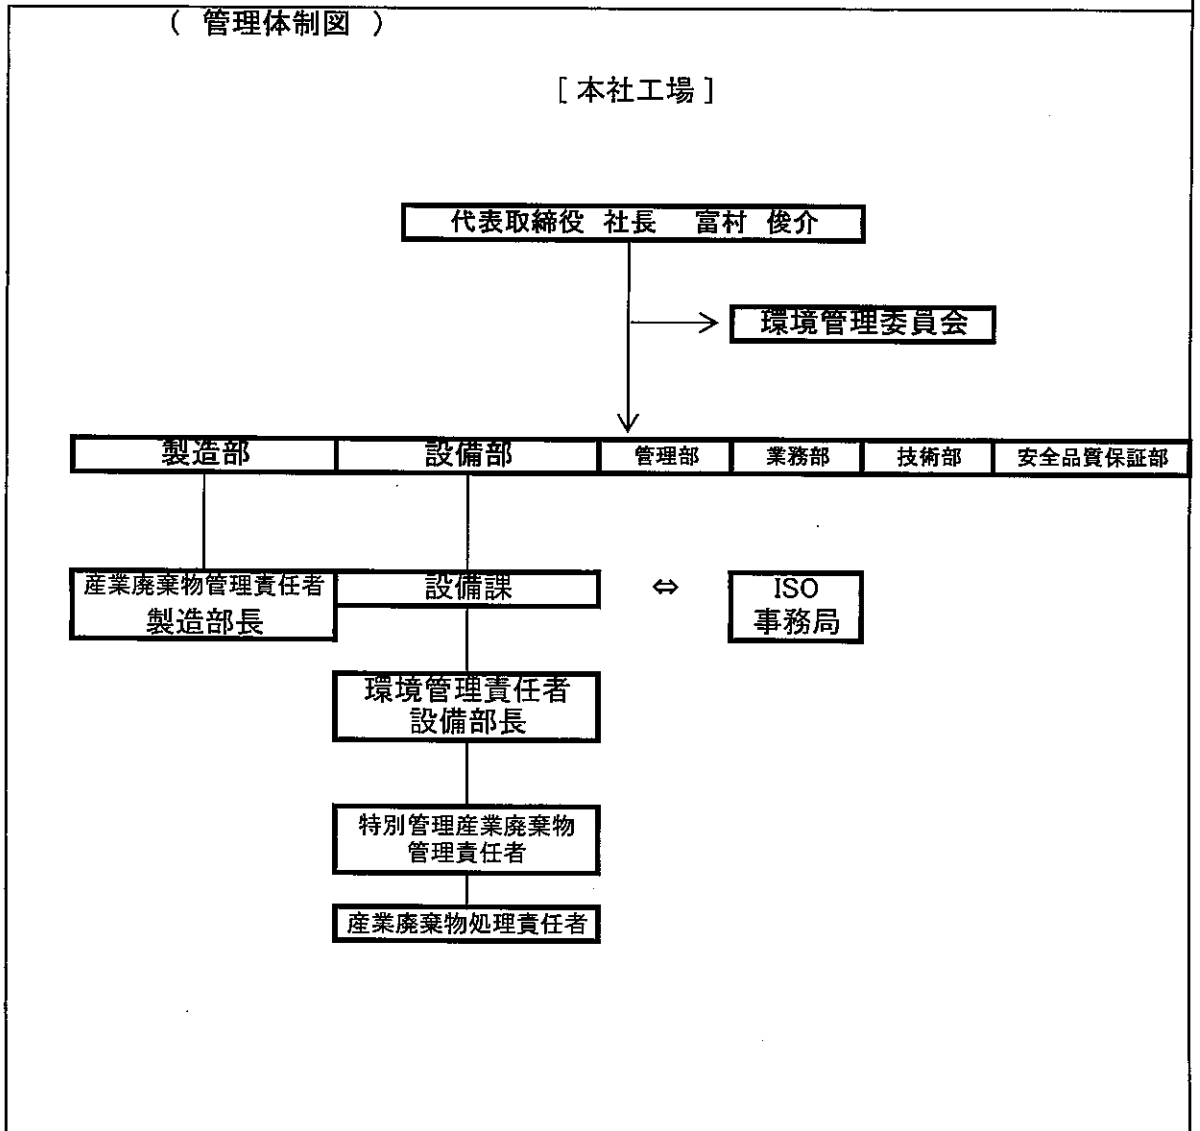 ( 管理体制図 )
[ 本社工場 ]
代表取締役 社長 富村 俊介
環境管理委員会
製造部 設備部 管理部 業務部 技術部 安全品質保証部
産業廃棄物管理責任者
製造部長
設備課
⇔
ISO
事務局
環境管理責任者
設備部長
特別管理産業廃棄物
管理責任者
産業廃棄物処理責任者